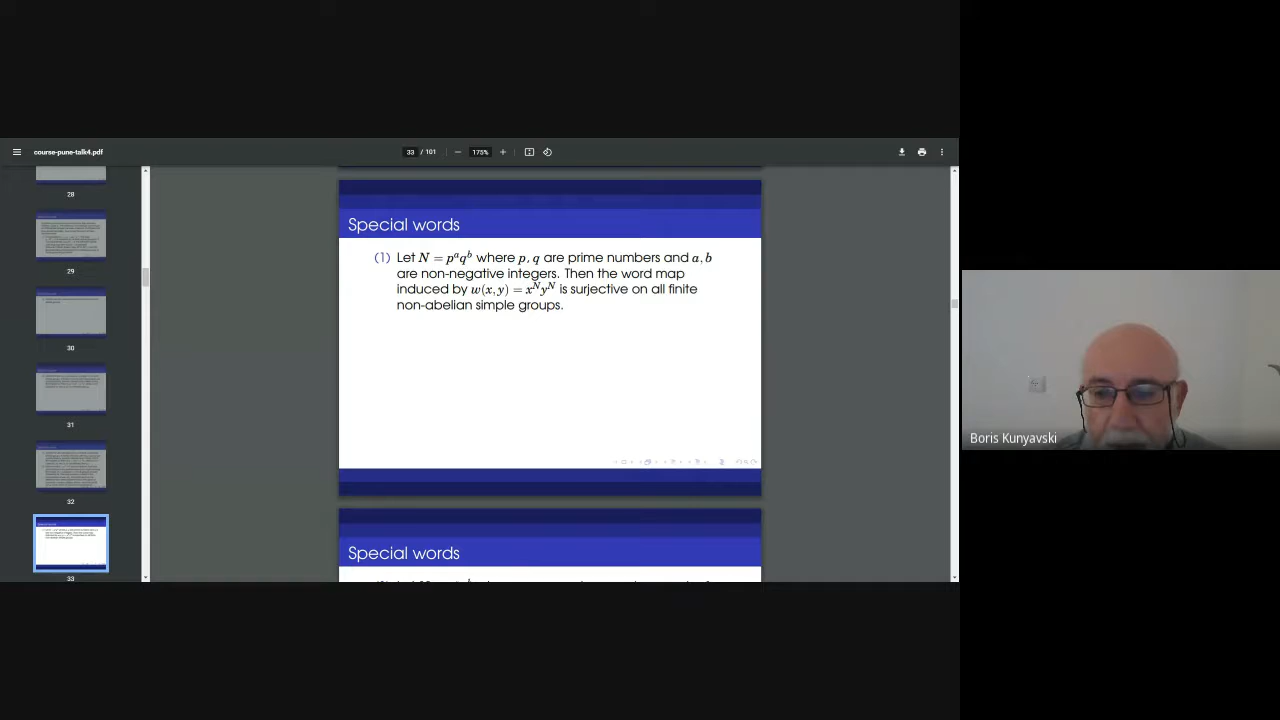 course-pune-talk4.pdf
33 / 101
175%
28
29
30
31
32
33
Special words
(1) Let N = p^a q^b where p, q are prime numbers and a, b
are non-negative integers. Then the word map
induced by w(x, y) = x^N y^N is surjective on all finite
non-abelian simple groups.
Special words
Boris Kunyavski